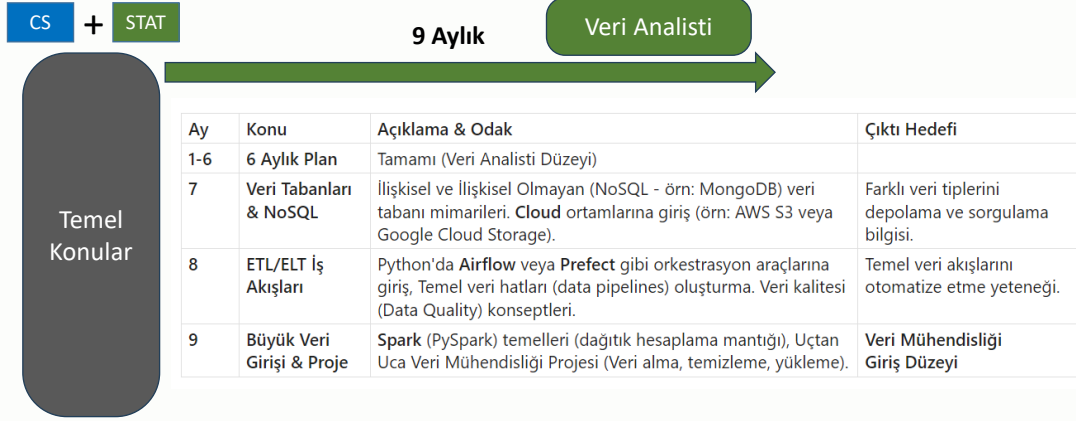 CS + STAT
9 Aylık
Veri Analisti
Temel
Konular
Ay Konu Açıklama & Odak Çıktı Hedefi
1-6 6 Aylık Plan Tamamı (Veri Analisti Düzeyi)
7 Veri Tabanları İlişkisel ve İlişkisel Olmayan (NoSQL - örn: MongoDB) veri Farklı veri tiplerini
& NoSQL tabanı mimarileri. Cloud ortamlarına giriş (örn: AWS S3 veya depolama ve sorgulama
Google Cloud Storage). bilgisi.
8 ETL/ELT İş Python'da Airflow veya Prefect gibi orkestrasyon araçlarına Temel veri akışlarını
Akışları giriş, Temel veri hatları (data pipelines) oluşturma. Veri kalitesi otomatize etme yeteneği.
(Data Quality) konseptleri.
9 Büyük Veri Spark (PySpark) temelleri (dağıtık hesaplama mantığı), Uçtan Veri Mühendisliği
Girişi & Proje Uca Veri Mühendisliği Projesi (Veri alma, temizleme, yükleme). Giriş Düzeyi